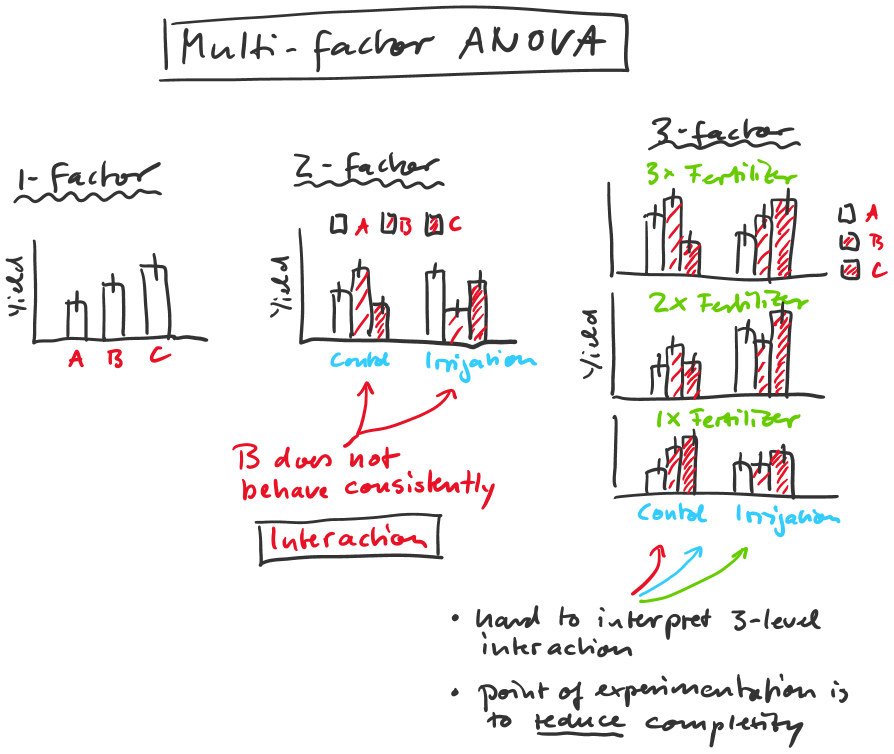 Multi-factor ANOVA
1-Factor
Yield
A B C
2-factor
A B C
Yield
Contol Irrigation
B does not
behave consistently
Interaction
3-factor
3x Fertilizer
A
B
C
2x Fertilizer
Yield
1x Fertilizer
Contol Irrigation
• hard to interpret 3-level
interaction
• point of experimentation is
to reduce complexity